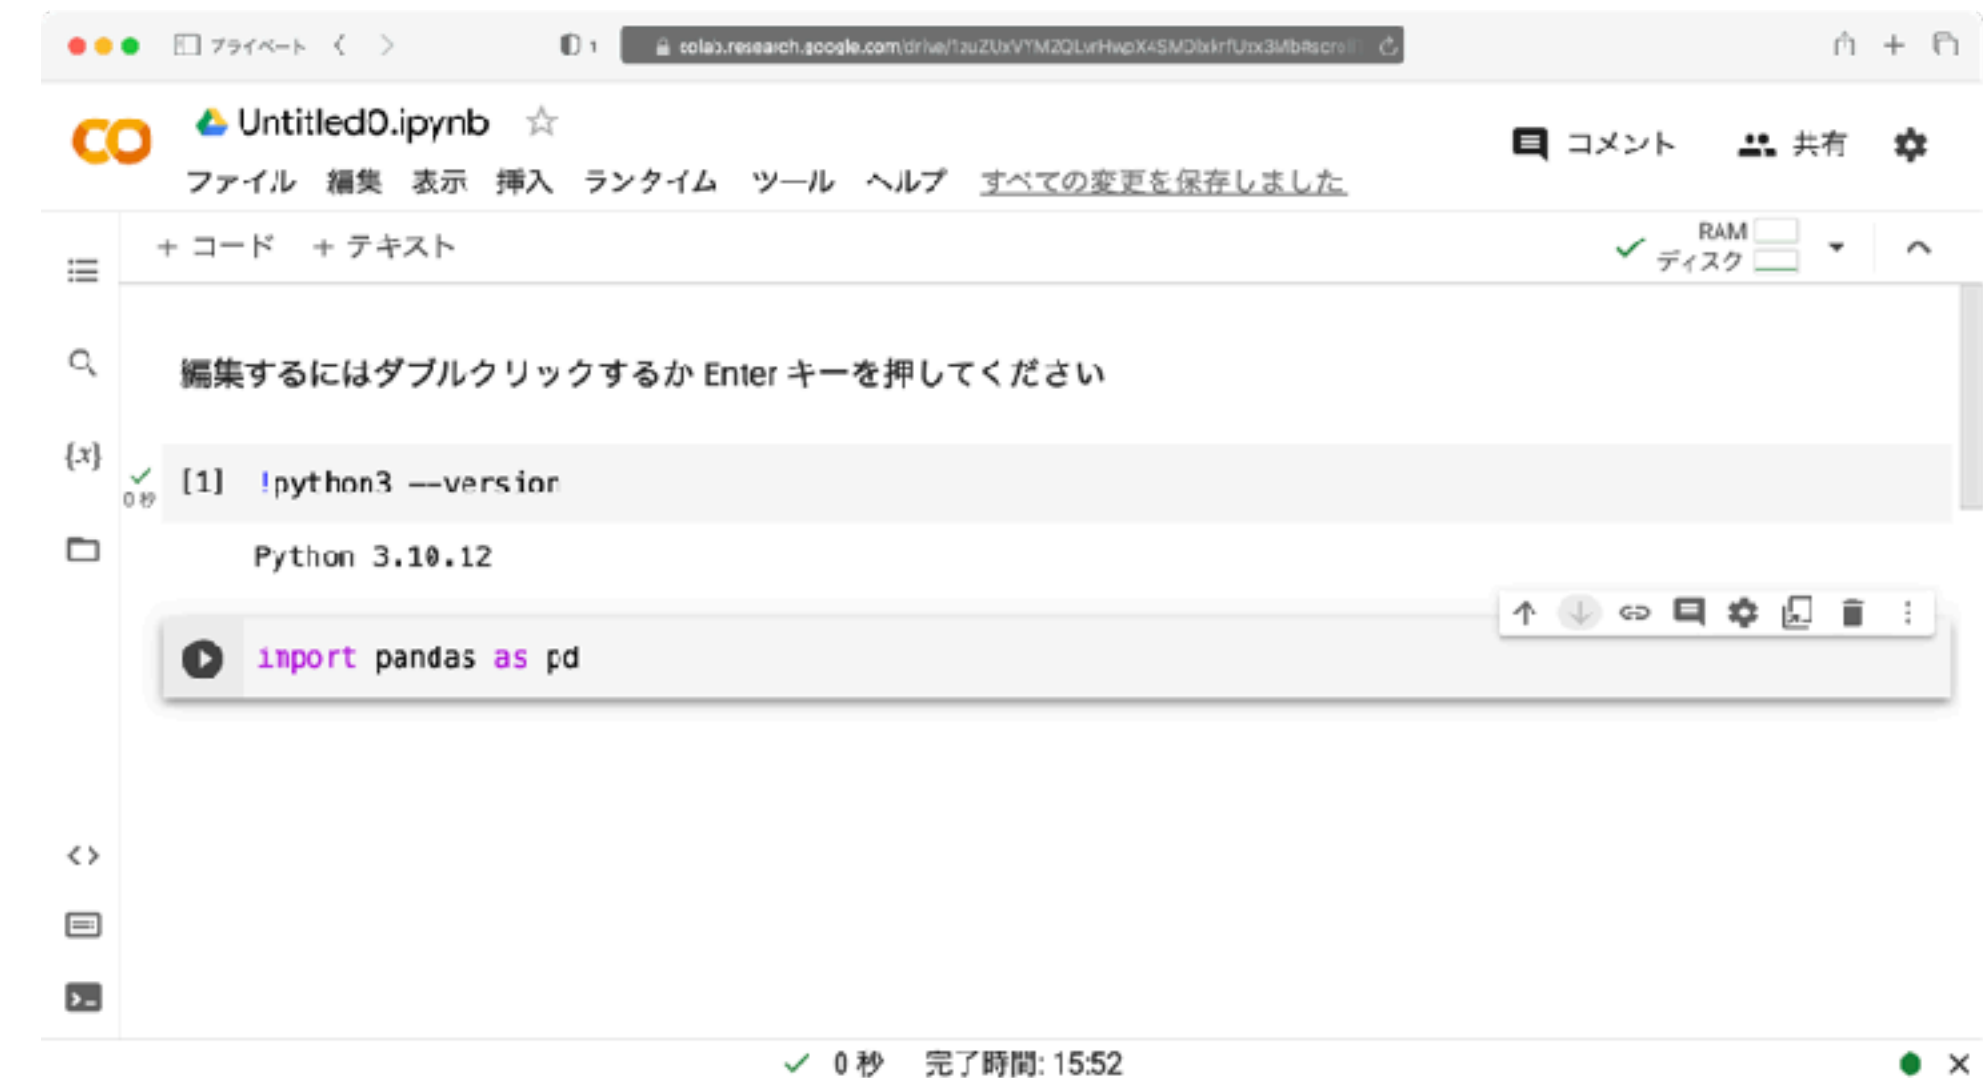 プライベート
1
colab.research.google.com
Untitled0.ipynb
コメント 共有
ファイル 編集 表示 挿入 ランタイム ツール ヘルプ すべての変更を保存しました
+ コード + テキスト
RAM
ディスク
編集するにはダブルクリックするか Enter キーを押してください
{x}
[1] !python3 --version
0 秒
Python 3.10.12
import pandas as pd
0 秒 完了時間: 15:52